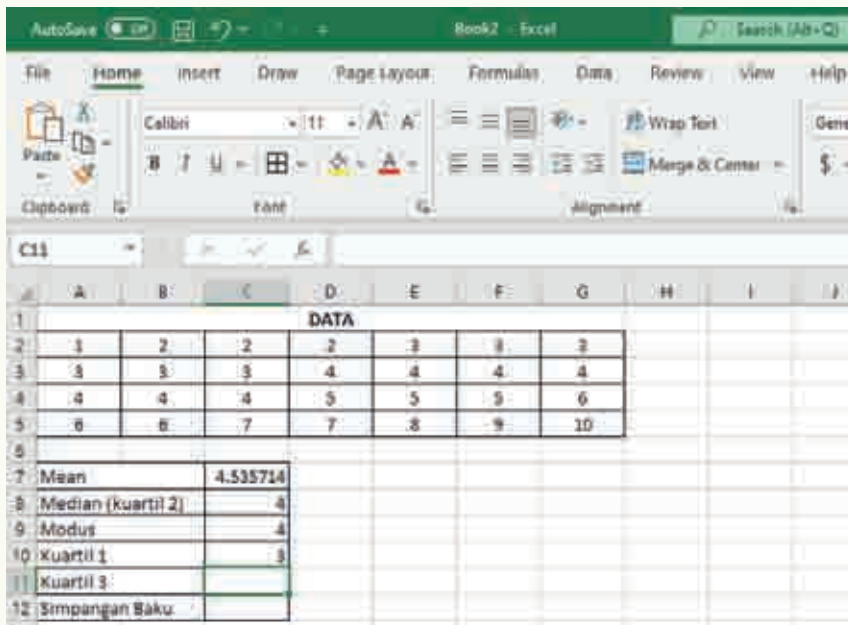 AutoSave Off Book2 - Excel Search (Alt+Q)
File Home Insert Draw Page Layout Formulas Data Review View Help
Calibri 11 A A Wrap Text Gene
Paste B I U A Merge & Center $
Clipboard Font Alignment
C11 fx
A B C D E F G H I J
1 DATA
2 1 2 2 2 3 3 3
3 3 3 3 4 4 4 4
4 4 4 4 5 5 5 6
5 6 6 7 7 8 9 10
6
7 Mean 4.535714
8 Median (kuartil 2) 4
9 Modus 4
10 Kuartil 1 3
11 Kuartil 3
12 Simpangan Baku